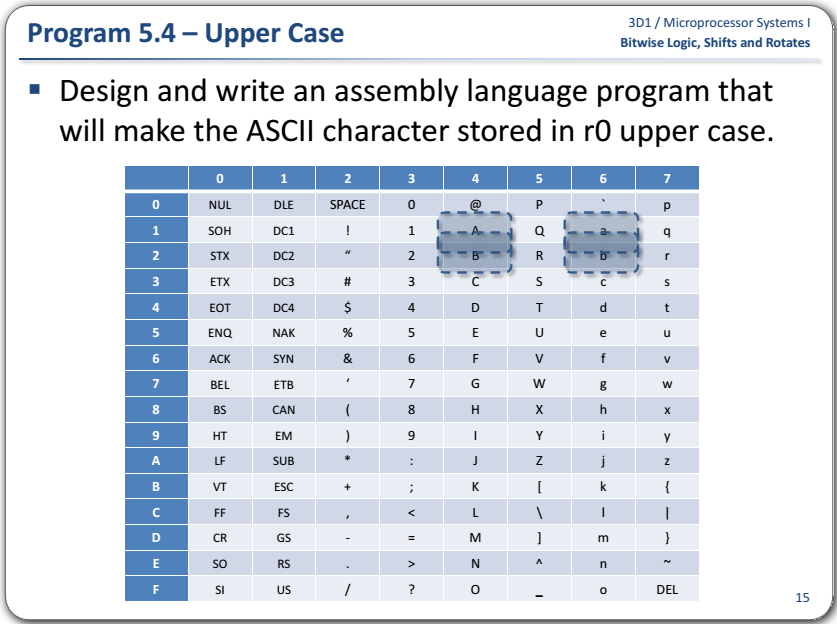 Program 5.4 – Upper Case
3D1 / Microprocessor Systems I
Bitwise Logic, Shifts and Rotates
▪ Design and write an assembly language program that
will make the ASCII character stored in r0 upper case.
0 1 2 3 4 5 6 7
0 NUL DLE SPACE 0 @ P ` p
1 SOH DC1 ! 1 A Q a q
2 STX DC2 “ 2 B R b r
3 ETX DC3 # 3 C S c s
4 EOT DC4 $ 4 D T d t
5 ENQ NAK % 5 E U e u
6 ACK SYN & 6 F V f v
7 BEL ETB ‘ 7 G W g w
8 BS CAN ( 8 H X h x
9 HT EM ) 9 I Y i y
A LF SUB * : J Z j z
B VT ESC + ; K [ k {
C FF FS , < L \ l |
D CR GS - = M ] m }
E SO RS . > N ^ n ~
F SI US / ? O _ o DEL
15